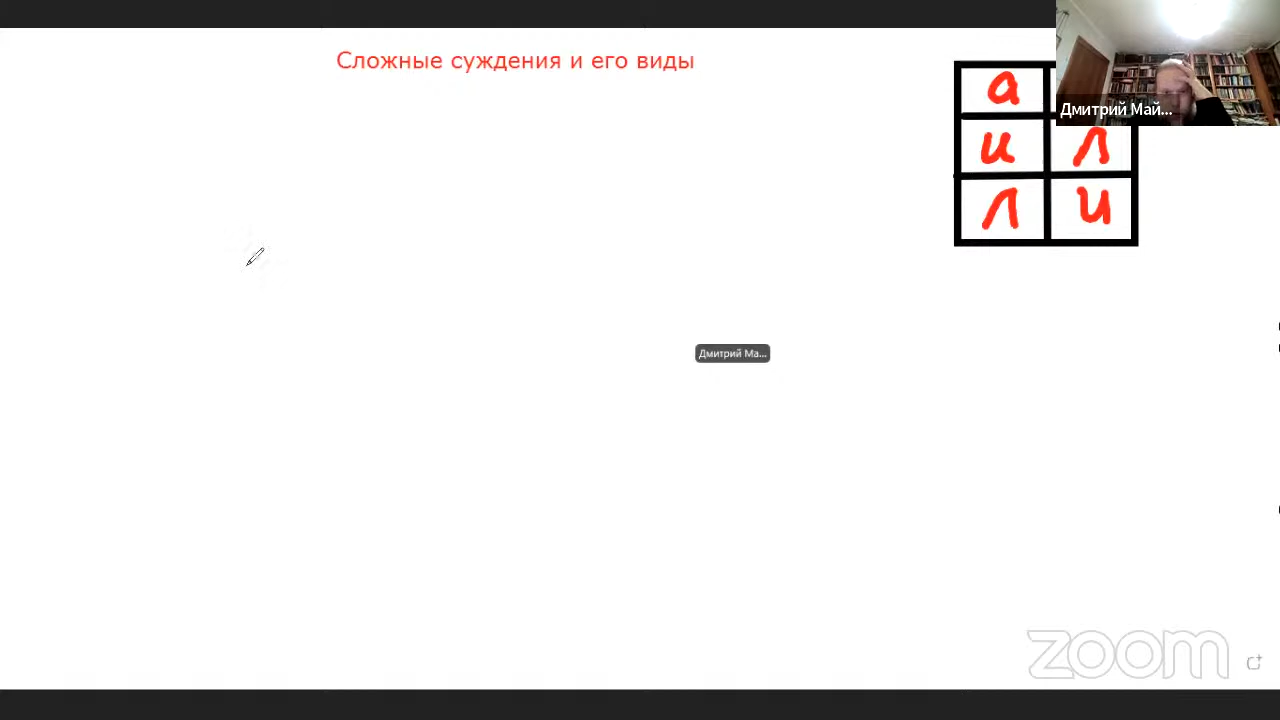 Сложные суждения и его виды
а
Дмитрий Май...
и л
л и
Дмитрий Ма...
zoom